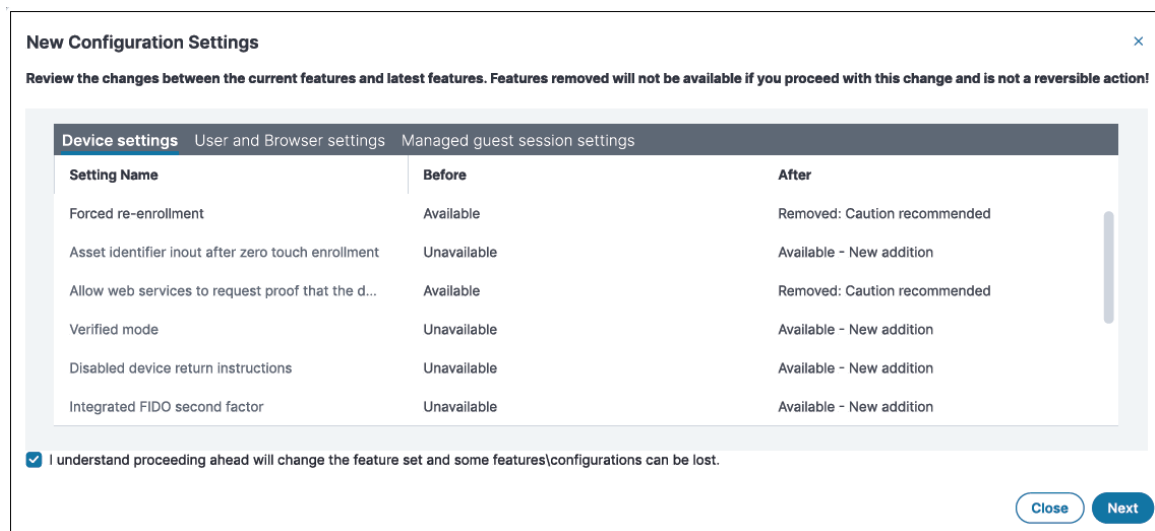 New Configuration Settings
×
Review the changes between the current features and latest features. Features removed will not be available if you proceed with this change and is not a reversible action!
Device settings User and Browser settings Managed guest session settings
Setting Name Before After
Forced re-enrollment Available Removed: Caution recommended
Asset identifier inout after zero touch enrollment Unavailable Available - New addition
Allow web services to request proof that the d... Available Removed: Caution recommended
Verified mode Unavailable Available - New addition
Disabled device return instructions Unavailable Available - New addition
Integrated FIDO second factor Unavailable Available - New addition
I understand proceeding ahead will change the feature set and some features\configurations can be lost.
Close Next